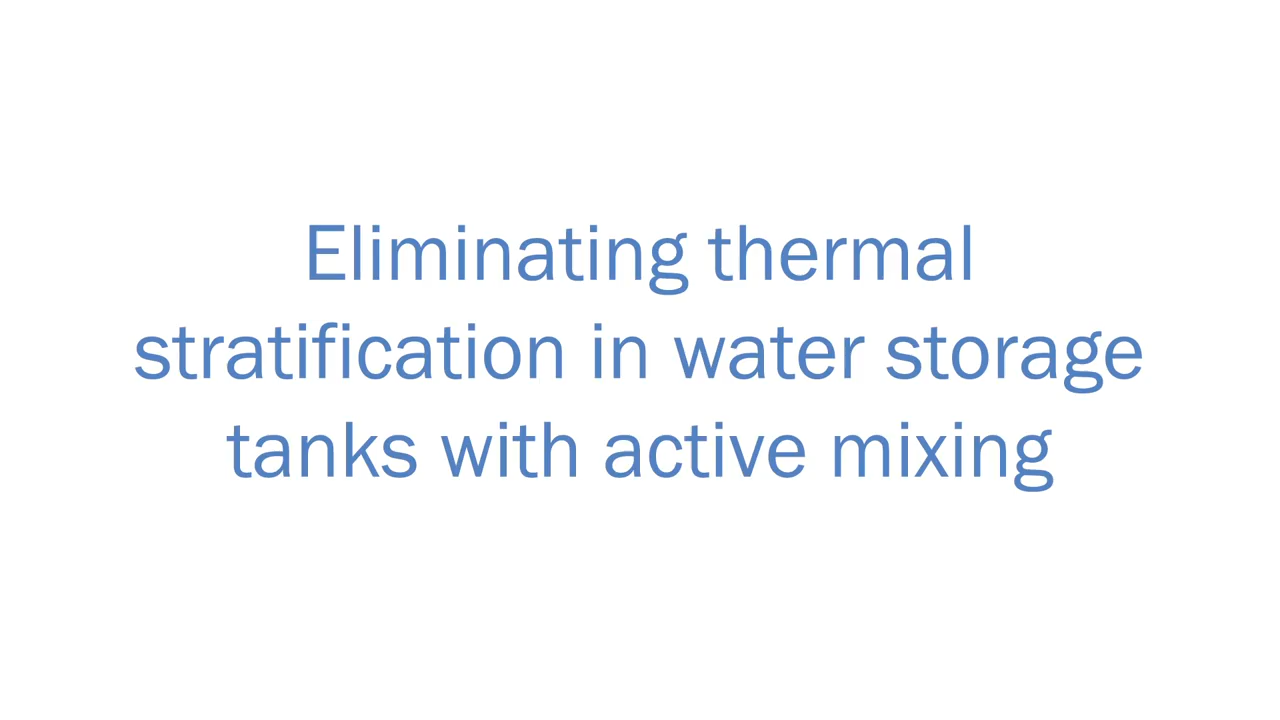 Eliminating thermal
stratification in water storage
tanks with active mixing